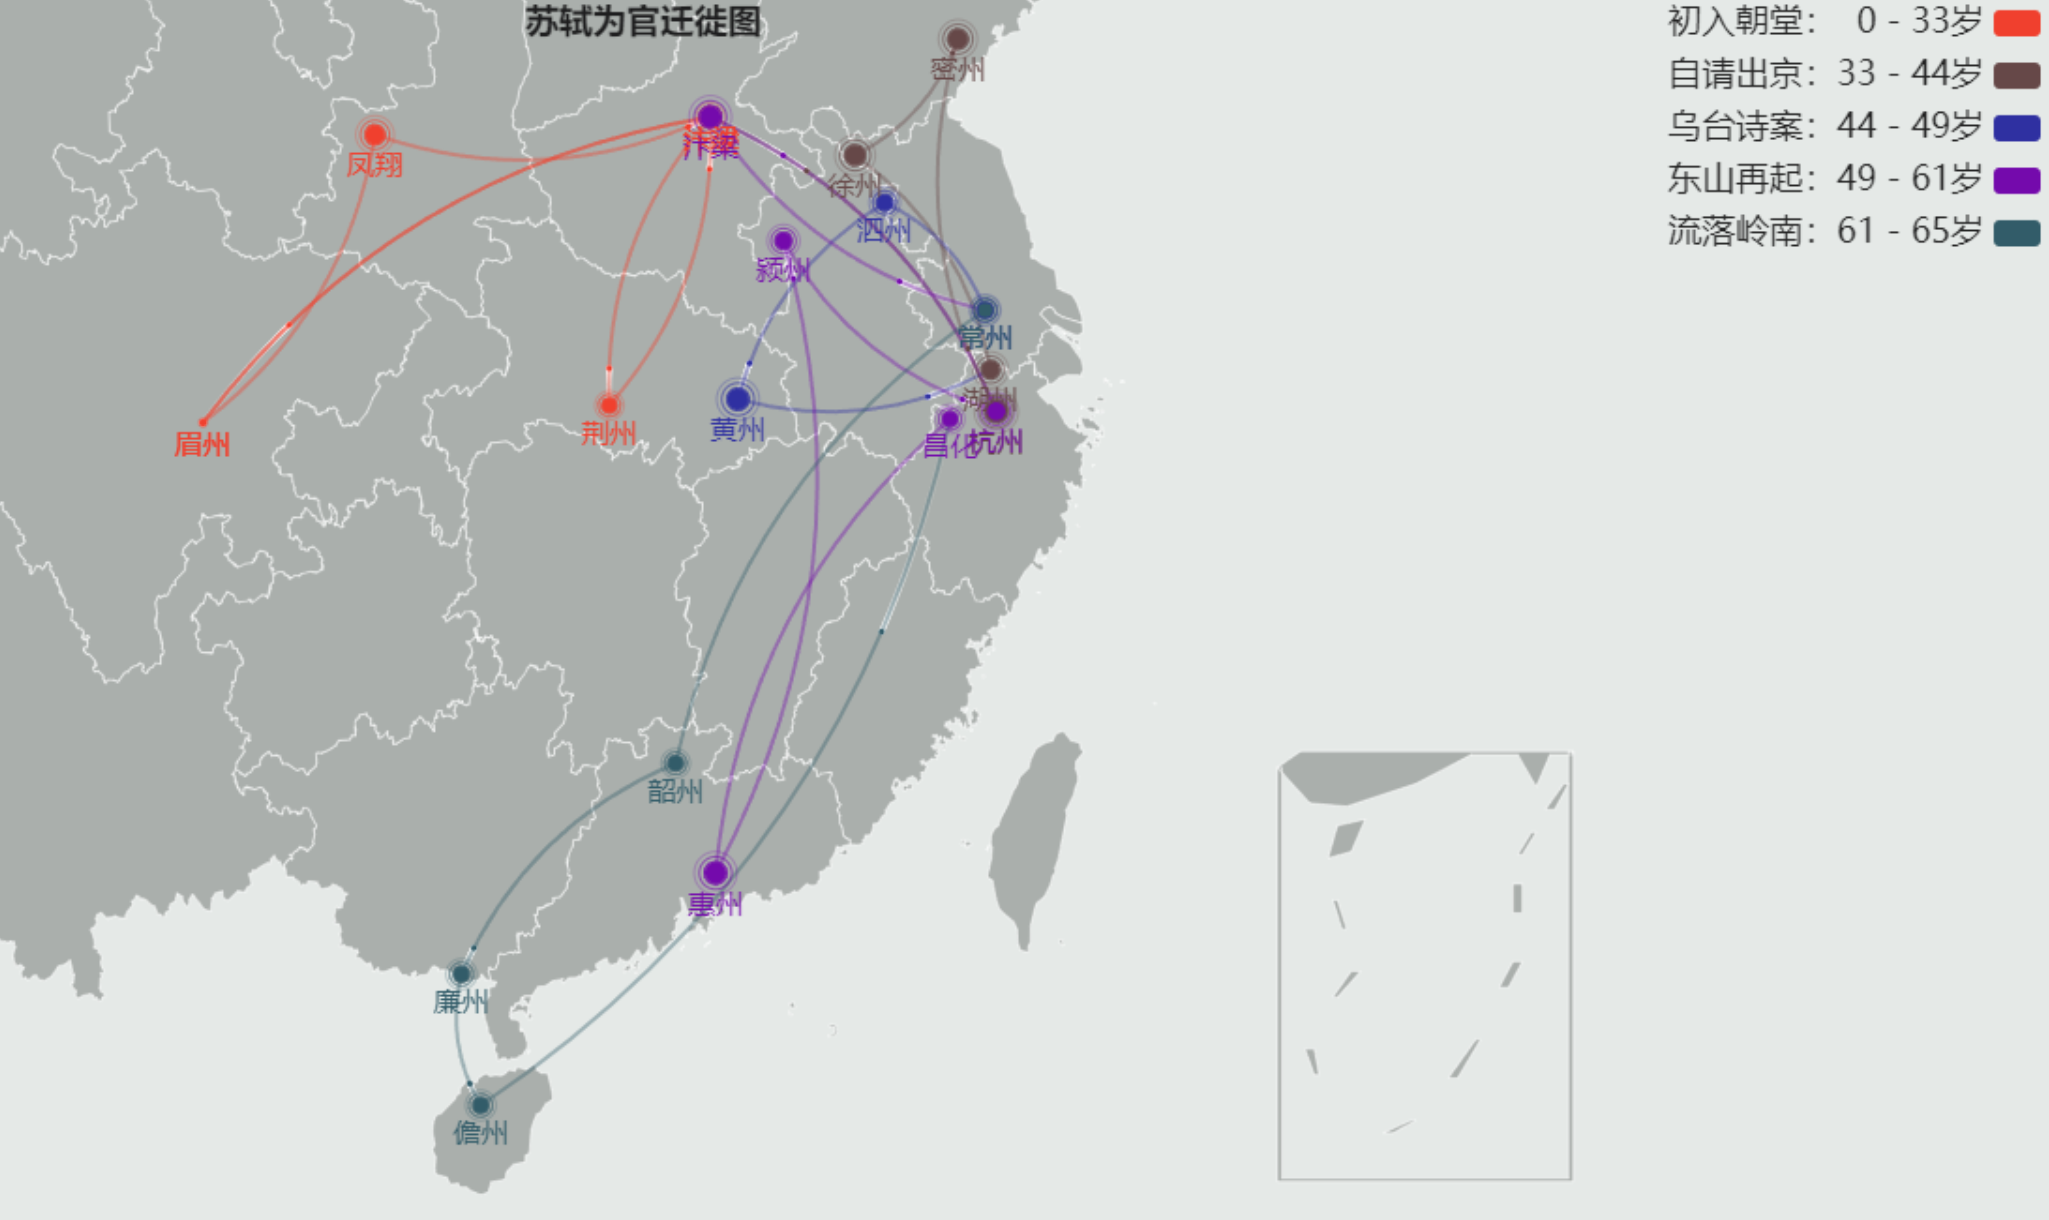 苏轼为官迁徙图
初入朝堂： 0 - 33岁
自请出京：33 - 44岁
乌台诗案：44 - 49岁
东山再起：49 - 61岁
流落岭南：61 - 65岁
密州
汴梁
凤翔
徐州
泗州
颍州
常州
湖州
眉州
荆州
黄州
昌化
杭州
韶州
惠州
廉州
儋州